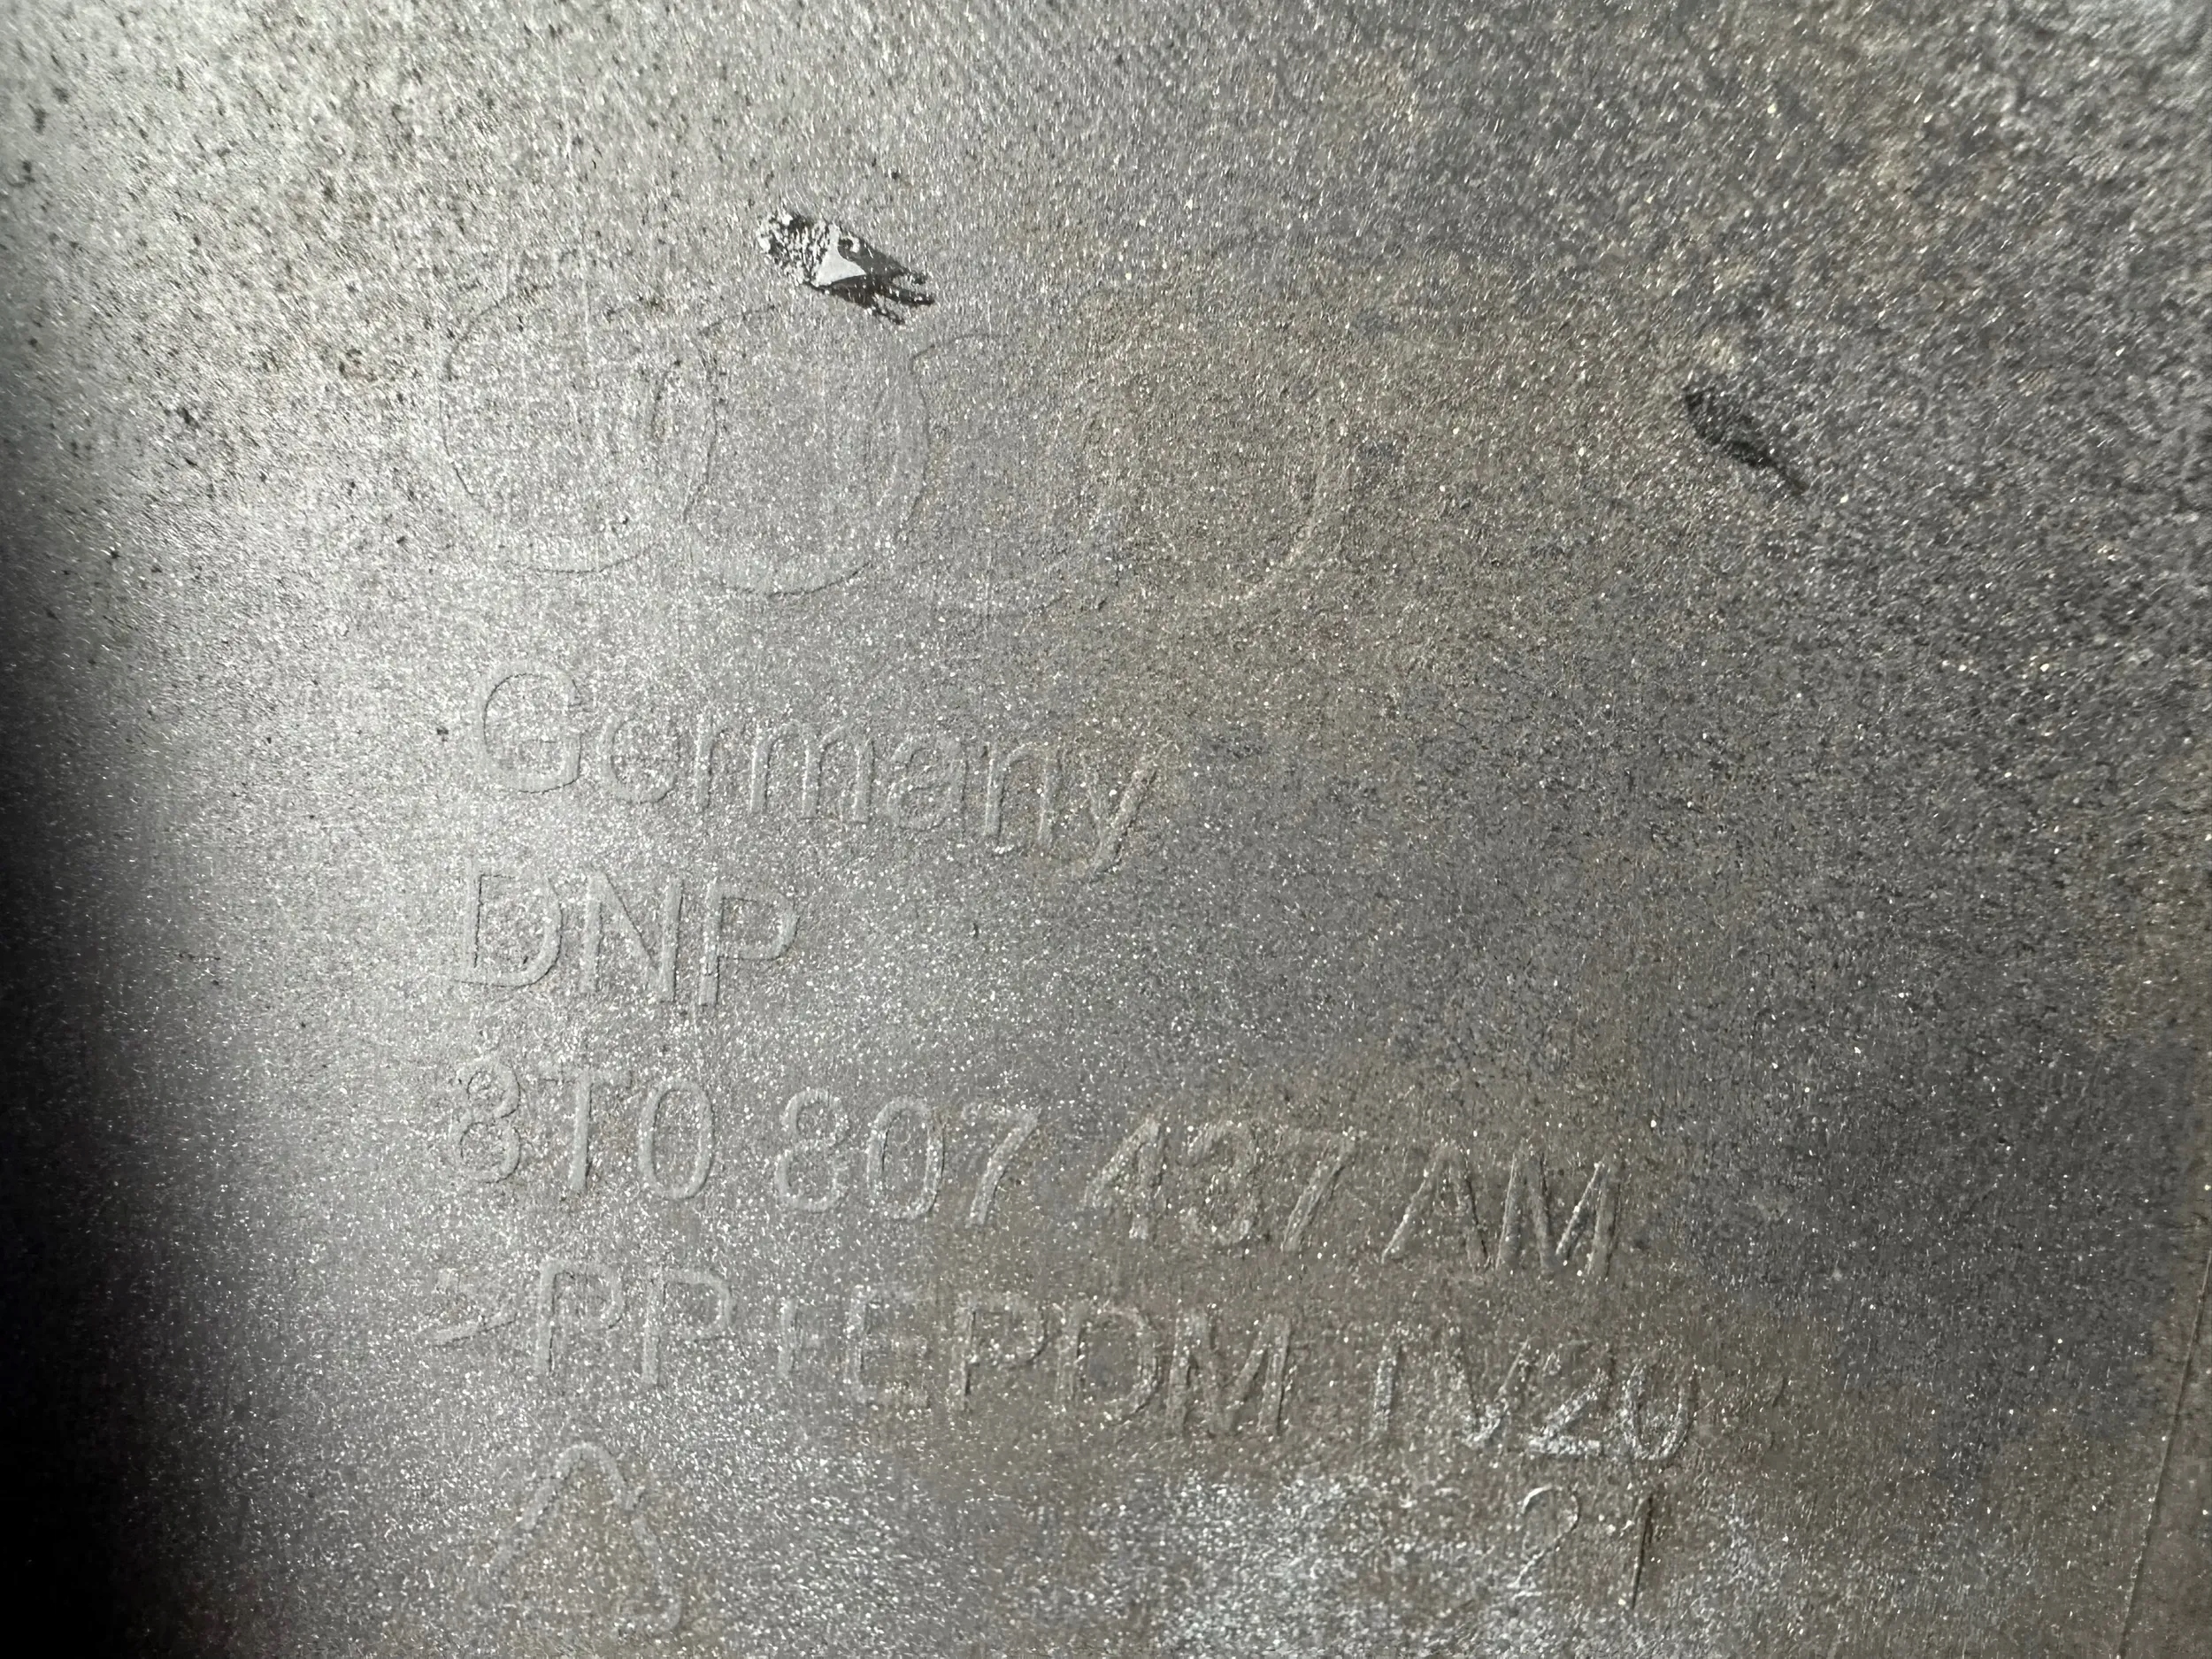 Germany
DNP
8T0 807 437 AM
>PP+EPDM TV20
21